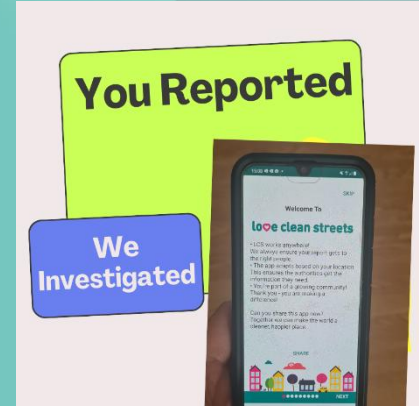 You Reported
We
Investigated
SKIP
Welcome To
love clean streets
• LCS works anywhere!
We always ensure your report gets to
the right people.
• The app adapts based on your location
This ensures the authorities get the
information they need.
• You're part of a growing community!
Thank you - you are making a
difference!
Can you share this app now?
Together we can make the world a
cleaner, happier place.
SHARE
NEXT